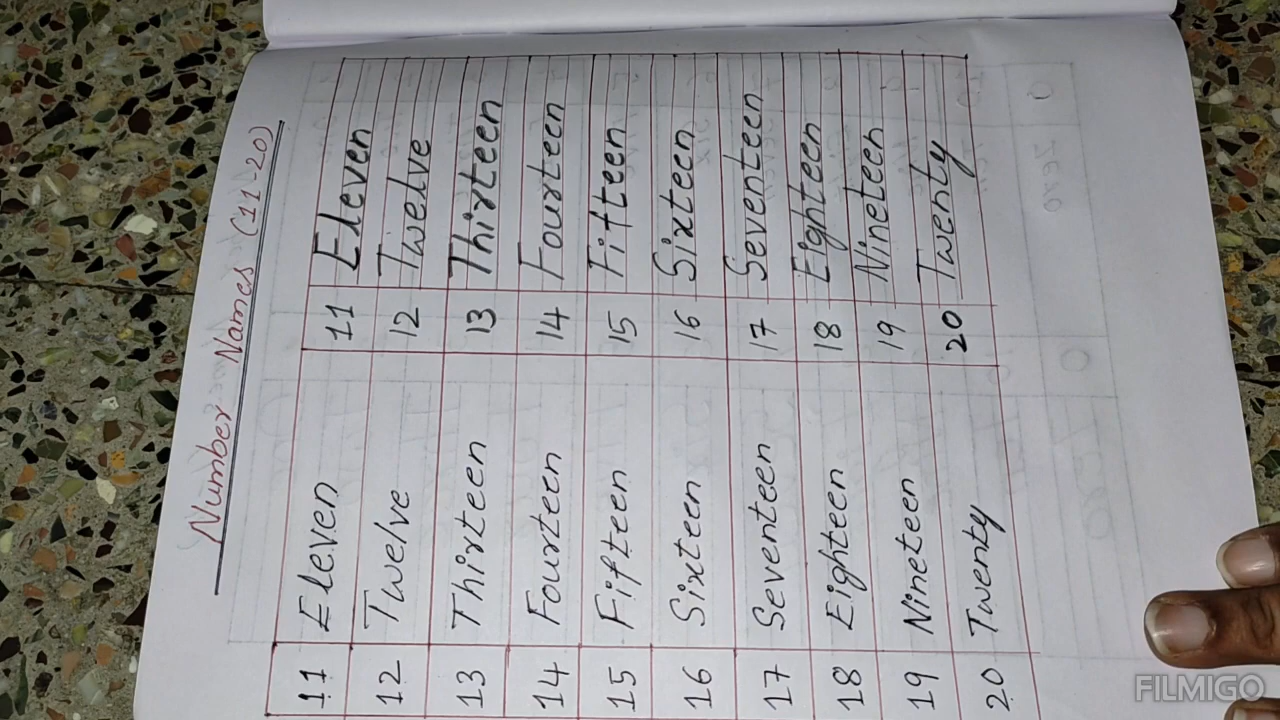 Number Names (11-20)
11 Eleven 11 Eleven
12 Twelve 12 Twelve
13 Thirteen 13 Thirteen
14 Fourteen 14 Fourteen
15 Fifteen 15 Fifteen
16 Sixteen 16 Sixteen
17 Seventeen 17 Seventeen
18 Eighteen 18 Eighteen
19 Nineteen 19 Nineteen
20 Twenty 20 Twenty
FILMIGO